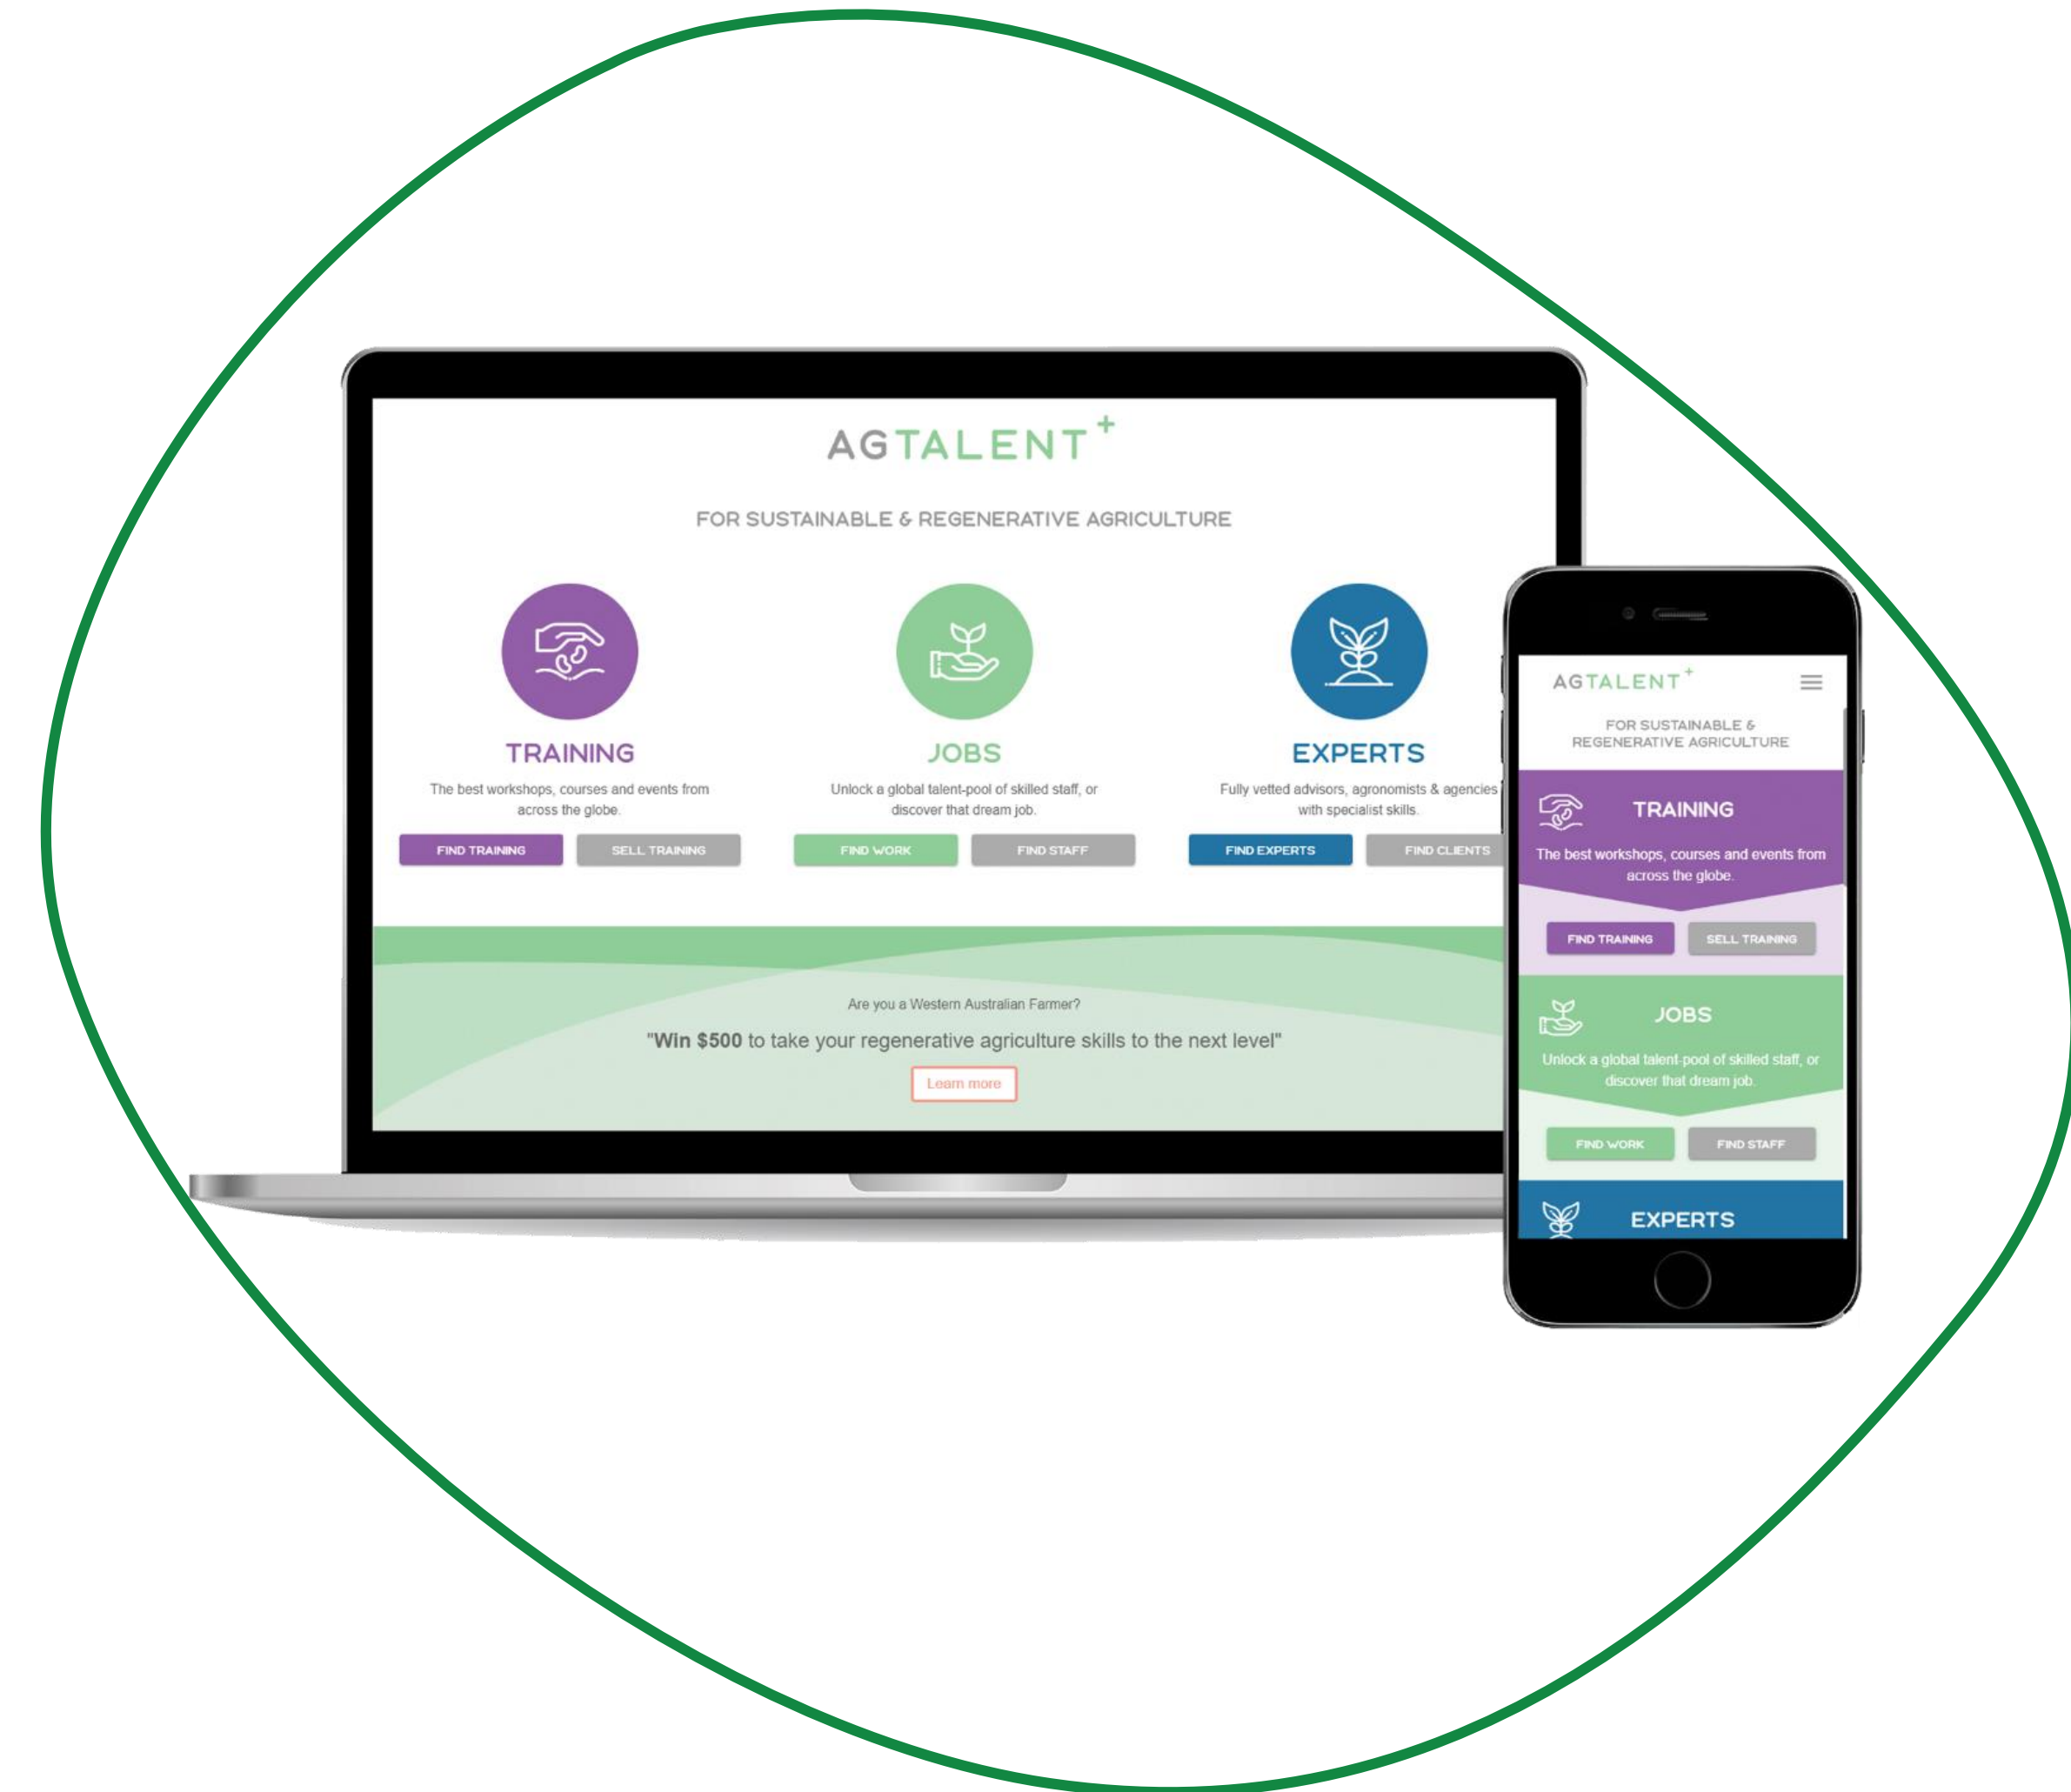 AGTALENT+
FOR SUSTAINABLE & REGENERATIVE AGRICULTURE
TRAINING
The best workshops, courses and events from
across the globe.
FIND TRAINING
SELL TRAINING
JOBS
Unlock a global talent-pool of skilled staff, or
discover that dream job.
FIND WORK
FIND STAFF
EXPERTS
Fully vetted advisors, agronomists & agencies
with specialist skills.
FIND EXPERTS
FIND CLIENTS
Are you a Western Australian Farmer?
"Win $500 to take your regenerative agriculture skills to the next level"
Learn more
AGTALENT+
FOR SUSTAINABLE &
REGENERATIVE AGRICULTURE
TRAINING
The best workshops, courses and events from
across the globe.
FIND TRAINING
SELL TRAINING
JOBS
Unlock a global talent-pool of skilled staff, or
discover that dream job.
FIND WORK
FIND STAFF
EXPERTS